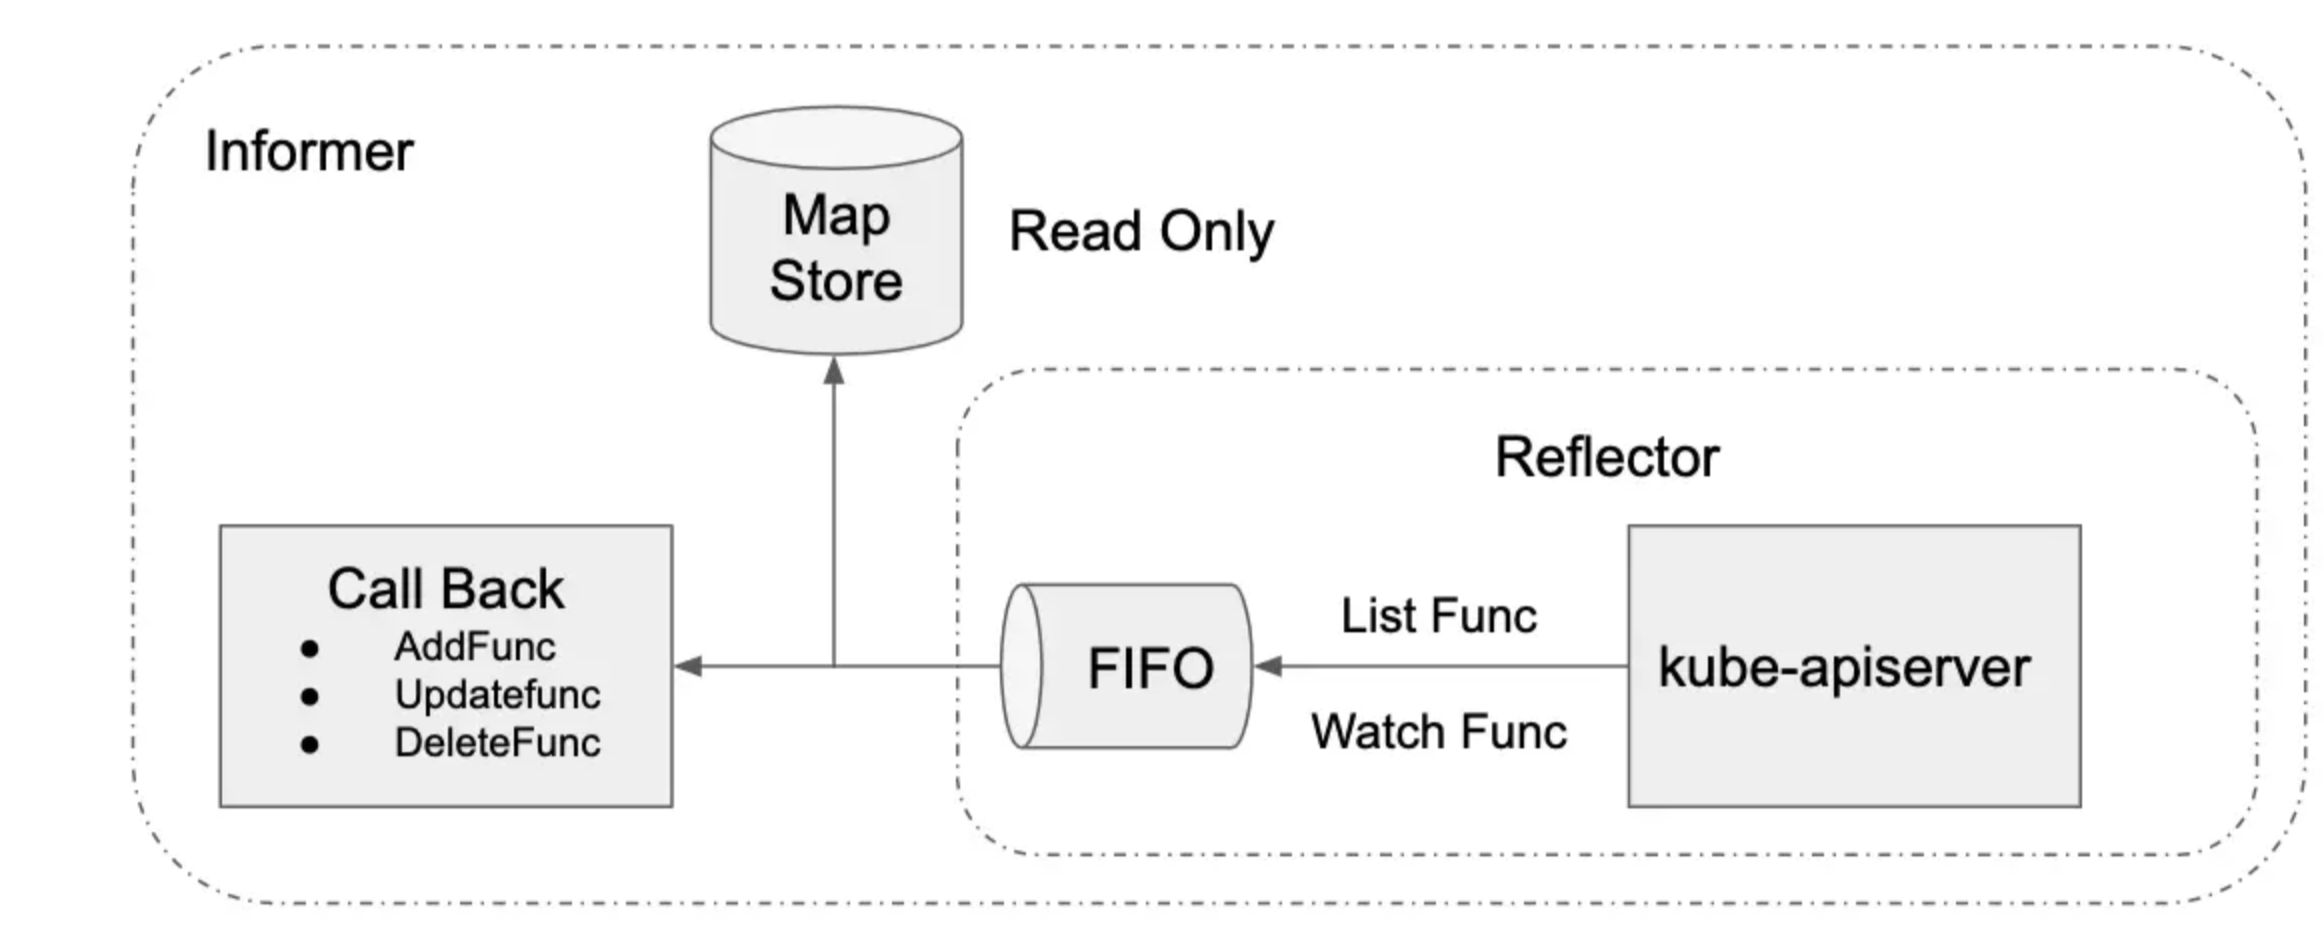 Informer
Map
Store
Read Only
Reflector
Call Back
● AddFunc
● Updatefunc
● DeleteFunc
FIFO
List Func
Watch Func
kube-apiserver